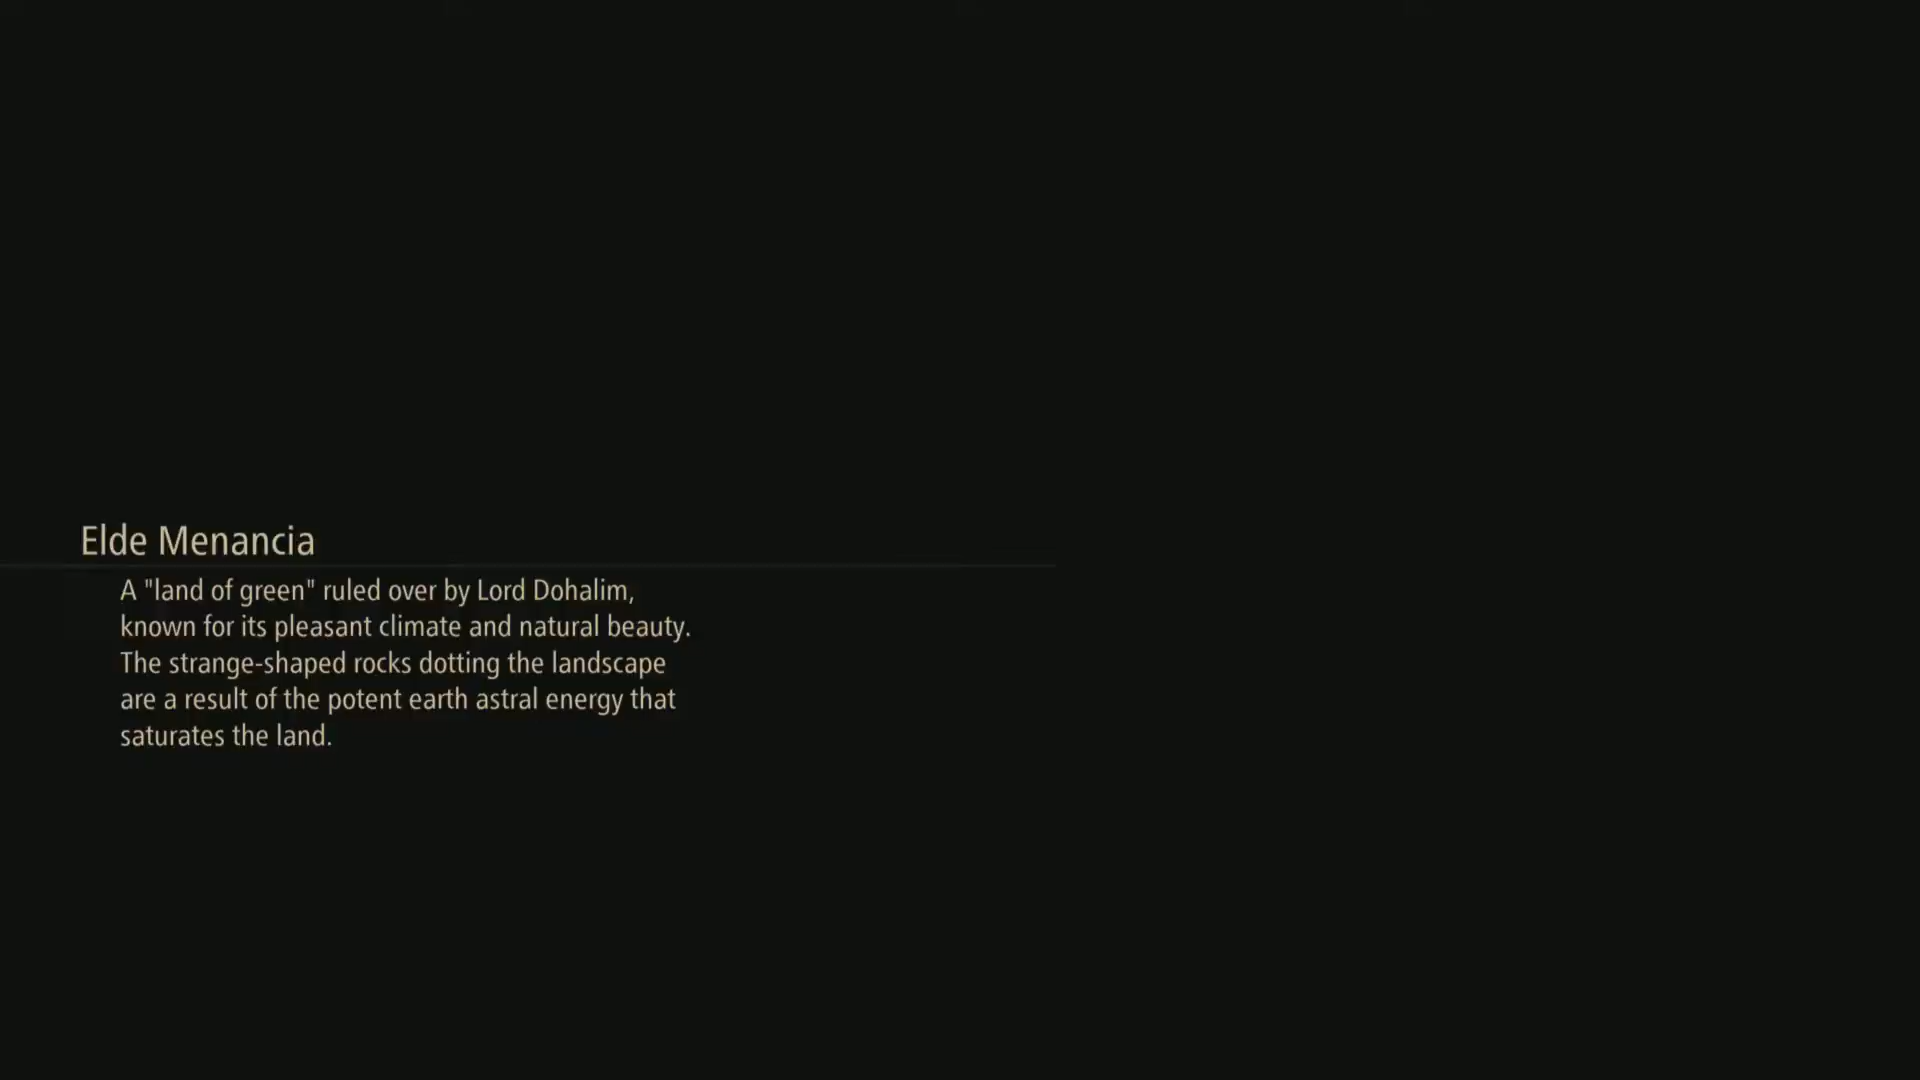 Elde Menancia
A "land of green" ruled over by Lord Dohalim,
known for its pleasant climate and natural beauty.
The strange-shaped rocks dotting the landscape
are a result of the potent earth astral energy that
saturates the land.